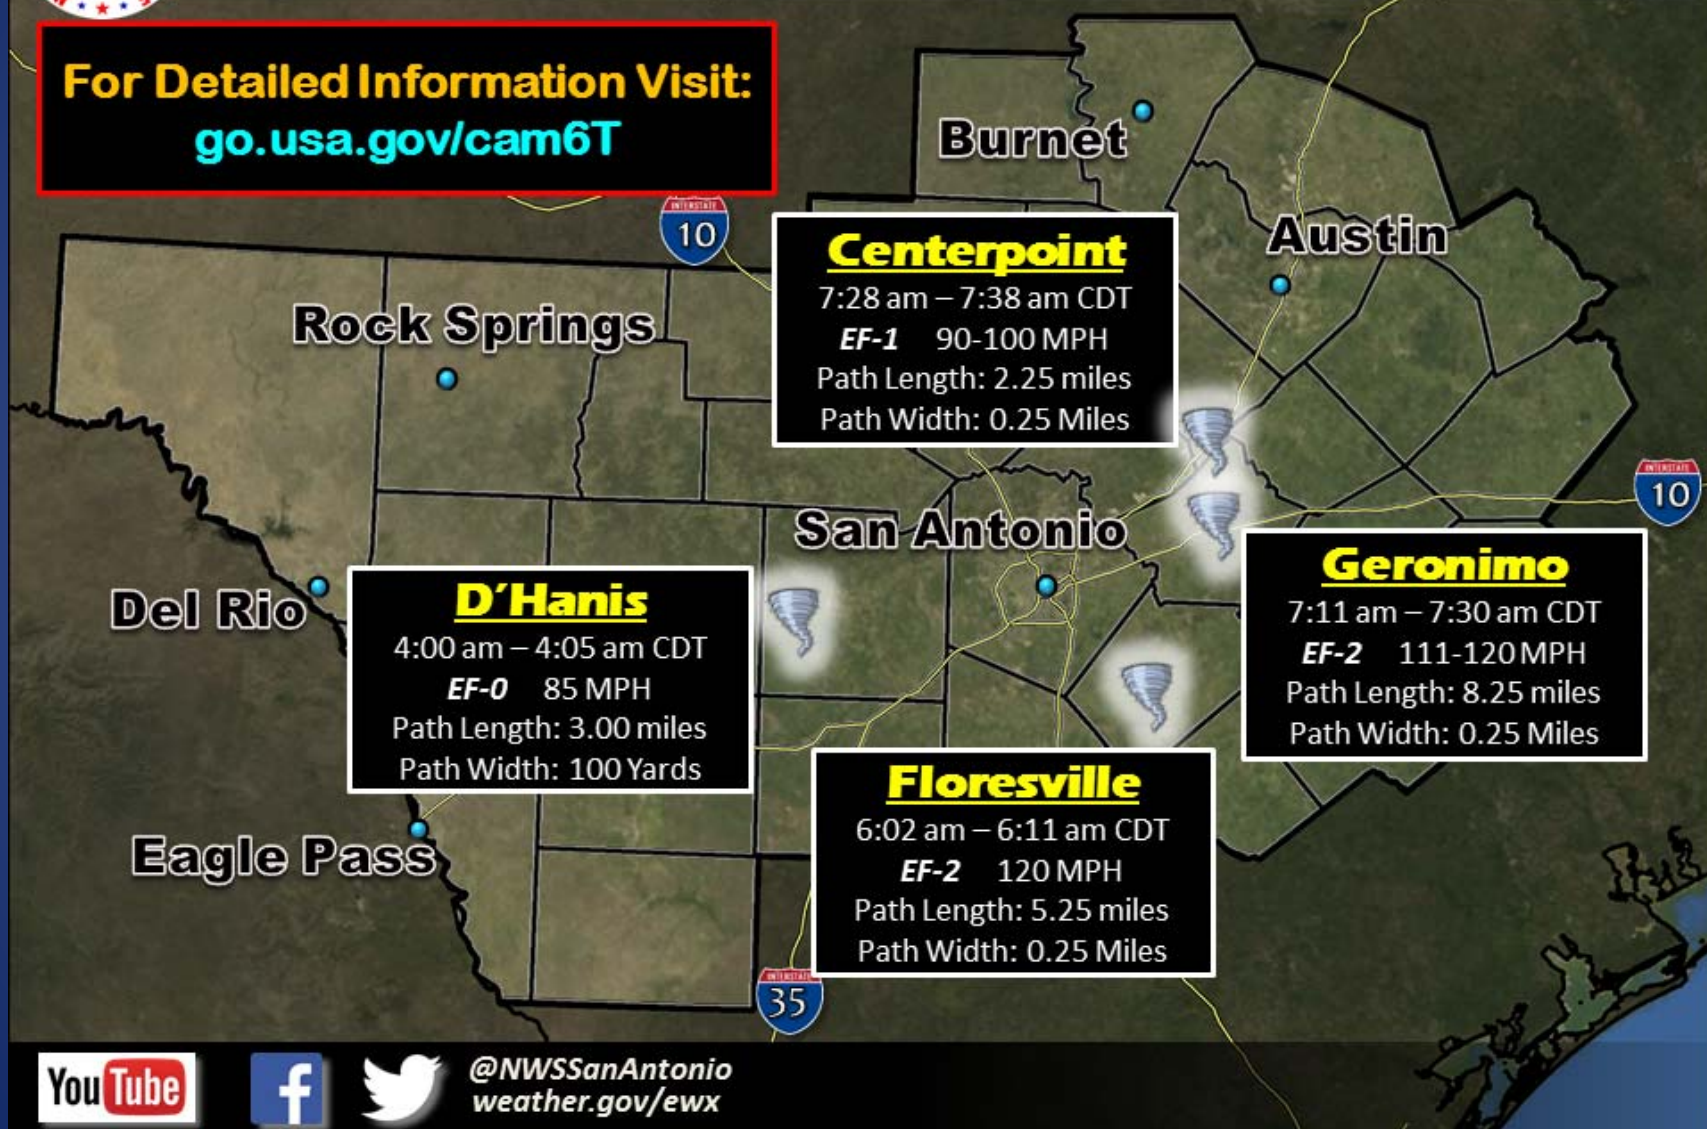 For Detailed Information Visit:
go.usa.gov/cam6T
Burnet
INTERSTATE
10
Austin
Centerpoint
7:28 am – 7:38 am CDT
EF-1 90-100 MPH
Path Length: 2.25 miles
Path Width: 0.25 Miles
Rock Springs
INTERSTATE
10
San Antonio
Del Rio
D'Hanis
4:00 am – 4:05 am CDT
EF-0 85 MPH
Path Length: 3.00 miles
Path Width: 100 Yards
Geronimo
7:11 am – 7:30 am CDT
EF-2 111-120 MPH
Path Length: 8.25 miles
Path Width: 0.25 Miles
Eagle Pass
Floresville
6:02 am – 6:11 am CDT
EF-2 120 MPH
Path Length: 5.25 miles
Path Width: 0.25 Miles
INTERSTATE
35
YouTube
f
@NWSSanAntonio
weather.gov/ewx